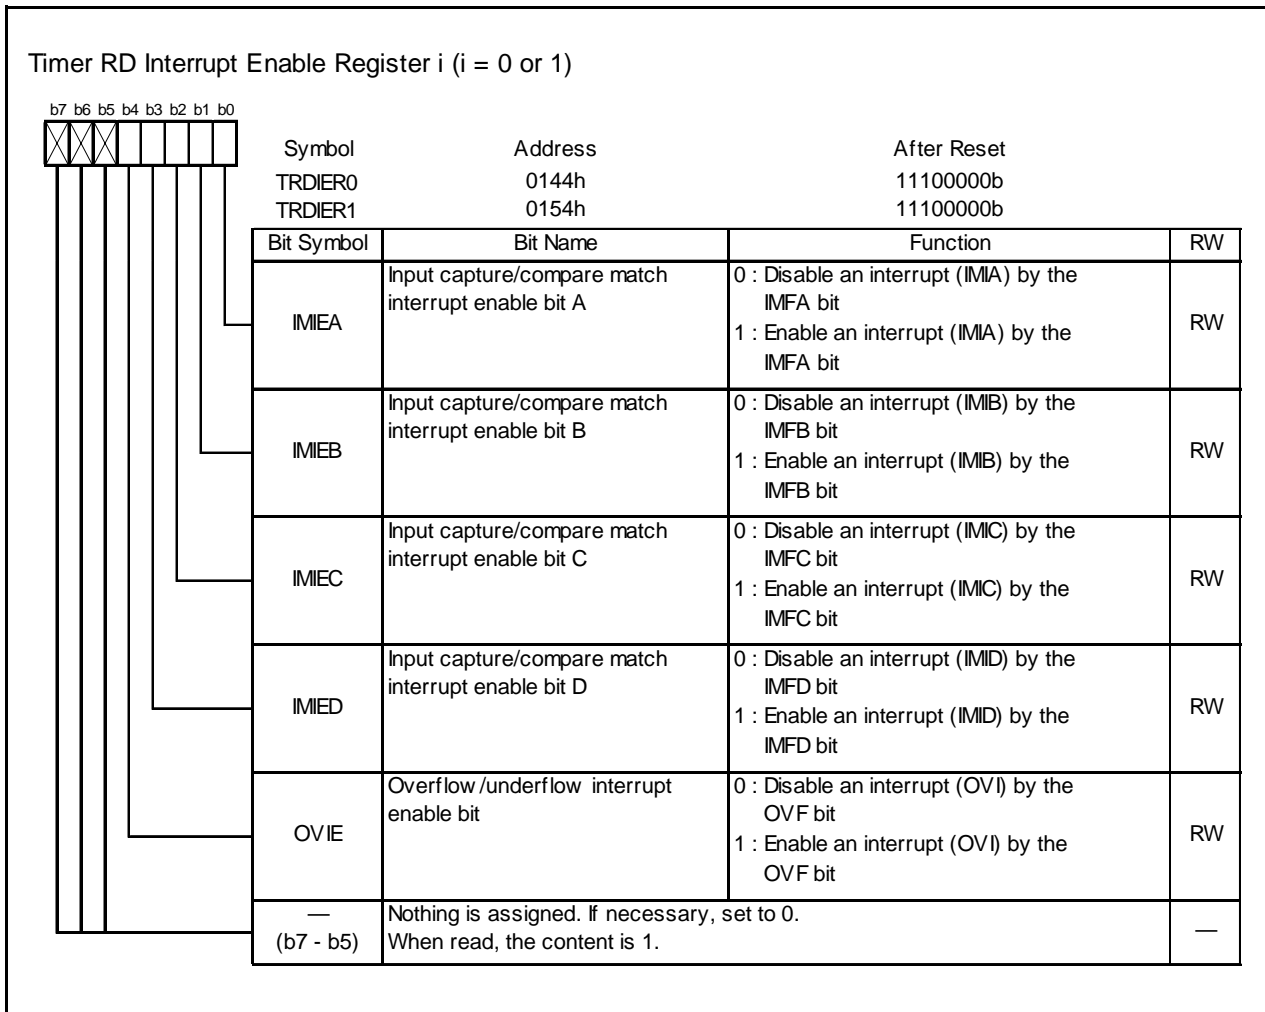 Timer RD Interrupt Enable Register i (i = 0 or 1)
b7 b6 b5 b4 b3 b2 b1 b0
Symbol Address After Reset
TRDIER0 0144h 11100000b
TRDIER1 0154h 11100000b
Bit Symbol Bit Name Function RW
IMIEA
Input capture/compare match
interrupt enable bit A
0 : Disable an interrupt (IMIA) by the
IMFA bit
1 : Enable an interrupt (IMIA) by the
IMFA bit
RW
IMIEB
Input capture/compare match
interrupt enable bit B
0 : Disable an interrupt (IMIB) by the
IMFB bit
1 : Enable an interrupt (IMIB) by the
IMFB bit
RW
IMIEC
Input capture/compare match
interrupt enable bit C
0 : Disable an interrupt (IMIC) by the
IMFC bit
1 : Enable an interrupt (IMIC) by the
IMFC bit
RW
IMIED
Input capture/compare match
interrupt enable bit D
0 : Disable an interrupt (IMID) by the
IMFD bit
1 : Enable an interrupt (IMID) by the
IMFD bit
RW
OVIE
Overflow/underflow interrupt
enable bit
0 : Disable an interrupt (OVI) by the
OVF bit
1 : Enable an interrupt (OVI) by the
OVF bit
RW
—
(b7 - b5)
Nothing is assigned. If necessary, set to 0.
When read, the content is 1.
—